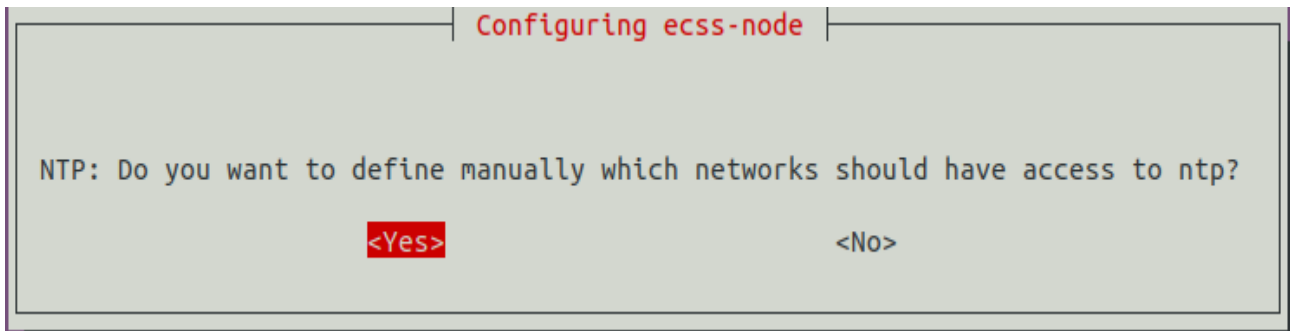 Configuring ecss-node
NTP: Do you want to define manually which networks should have access to ntp?
<Yes> <No>